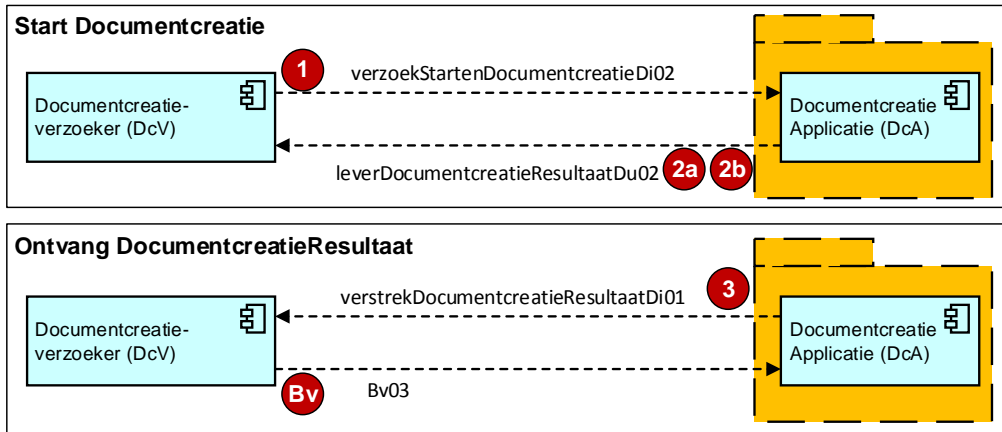 Start Documentcreatie
1
verzoekStartenDocumentcreatieDi02
Documentcreatie-
verzoeker (DcV)
Documentcreatie
Applicatie (DcA)
leverDocumentcreatieResultaatDu02
2a
2b
Ontvang DocumentcreatieResultaat
verstrekDocumentcreatieResultaatDi01
3
Documentcreatie-
verzoeker (DcV)
Documentcreatie
Applicatie (DcA)
Bv
Bv03